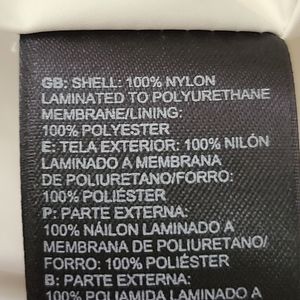 GB: SHELL: 100% NYLON
LAMINATED TO POLYURETHANE
MEMBRANE/LINING:
100% POLYESTER
E: TELA EXTERIOR: 100% NILÓN
LAMINADO A MEMBRANA
DE POLIURETANO/FORRO:
100% POLIÉSTER
P: PARTE EXTERNA:
100% NÁILON LAMINADO A
MEMBRANA DE POLIURETANO/
FORRO: 100% POLIÉSTER
B: PARTE EXTERNA:
100% POLIAMIDA LAMINADO A